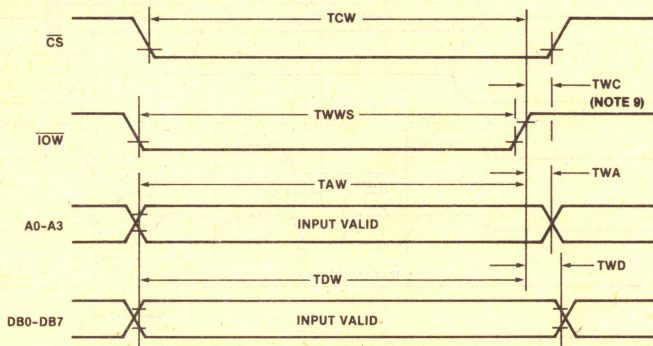 TCW
CS
TWC
(NOTE 9)
TWWS
IOW
TWA
TAW
A0-A3
INPUT VALID
TWD
TDW
DB0-DB7
INPUT VALID